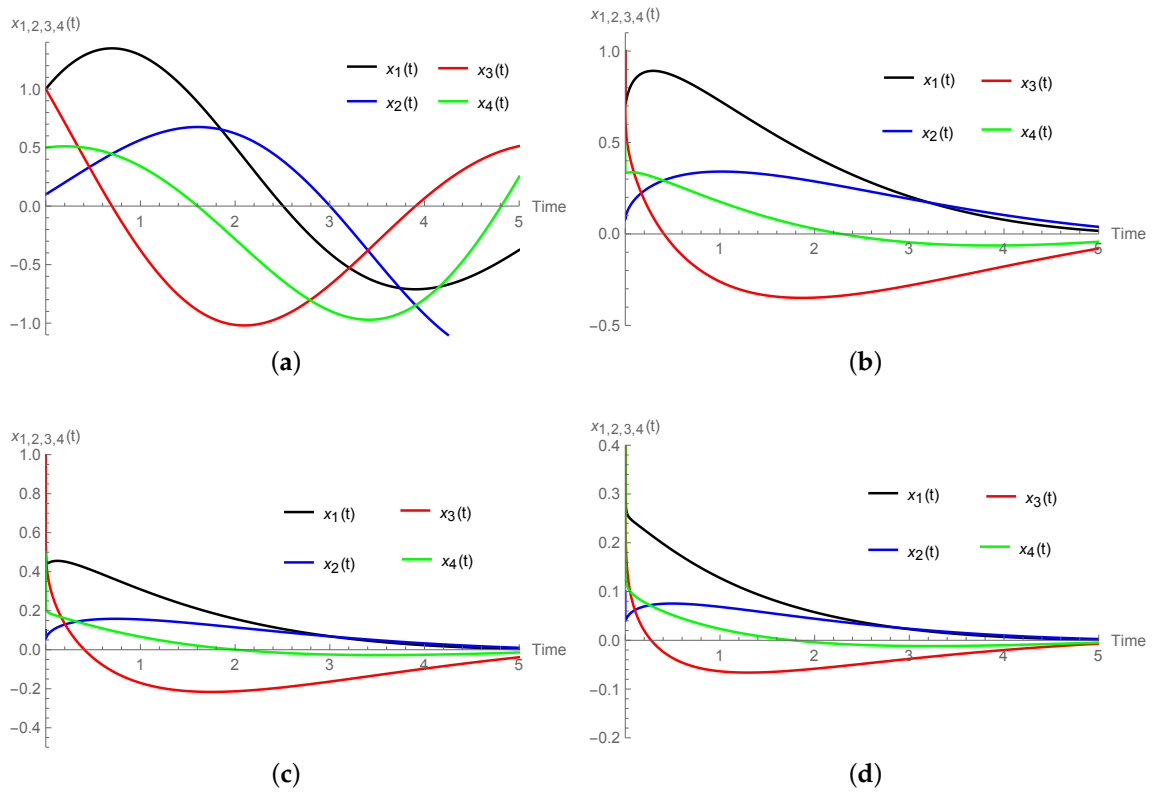 x1,2,3,4(t)
1.0
0.5
0.0
−0.5
−1.0
1 2 3 4 5
Time
x1(t) x3(t)
x2(t) x4(t)
(a)
x1,2,3,4(t)
1.0
0.5
0.0
−0.5
1 2 3 4 5
Time
x1(t) x3(t)
x2(t) x4(t)
(b)
x1,2,3,4(t)
1.0
0.8
0.6
0.4
0.2
0.0
−0.2
−0.4
1 2 3 4 5
Time
x1(t) x3(t)
x2(t) x4(t)
(c)
x1,2,3,4(t)
0.4
0.3
0.2
0.1
0.0
−0.1
−0.2
1 2 3 4 5
Time
x1(t) x3(t)
x2(t) x4(t)
(d)